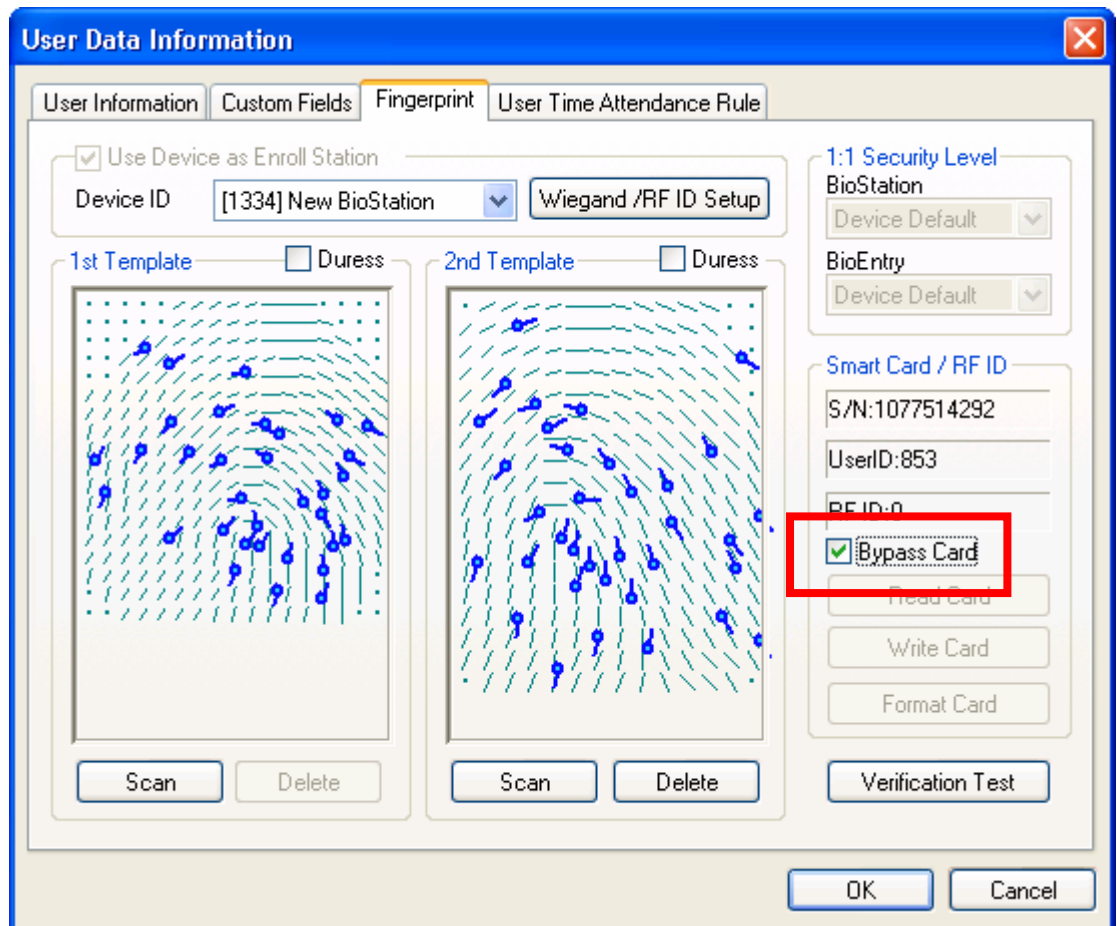 User Data Information
User Information Custom Fields Fingerprint User Time Attendance Rule
Use Device as Enroll Station
Device ID [1334] New BioStation Wiegand /RF ID Setup
1st Template Duress
2nd Template Duress
Scan Delete
Scan Delete
1:1 Security Level
BioStation
Device Default
BioEntry
Device Default
Smart Card / RF ID
S/N:1077514292
UserID:853
RF ID:0
Bypass Card
Read Card
Write Card
Format Card
Verification Test
OK Cancel